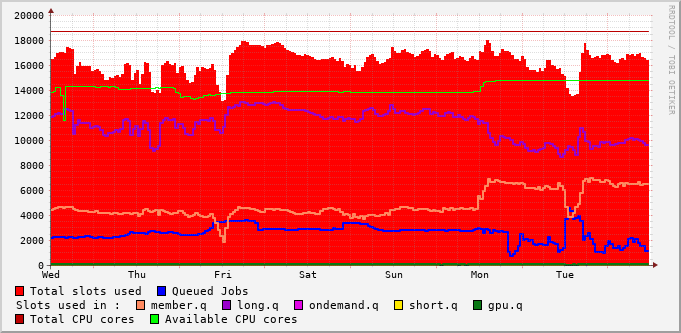 20000
18000
16000
14000
12000
10000
8000
6000
4000
2000
0
Wed Thu Fri Sat Sun Mon Tue
Total slots used Queued Jobs
Slots used in : member.q long.q ondemand.q short.q gpu.q
Total CPU cores Available CPU cores
RRDTOOL / TOBI OETIKER